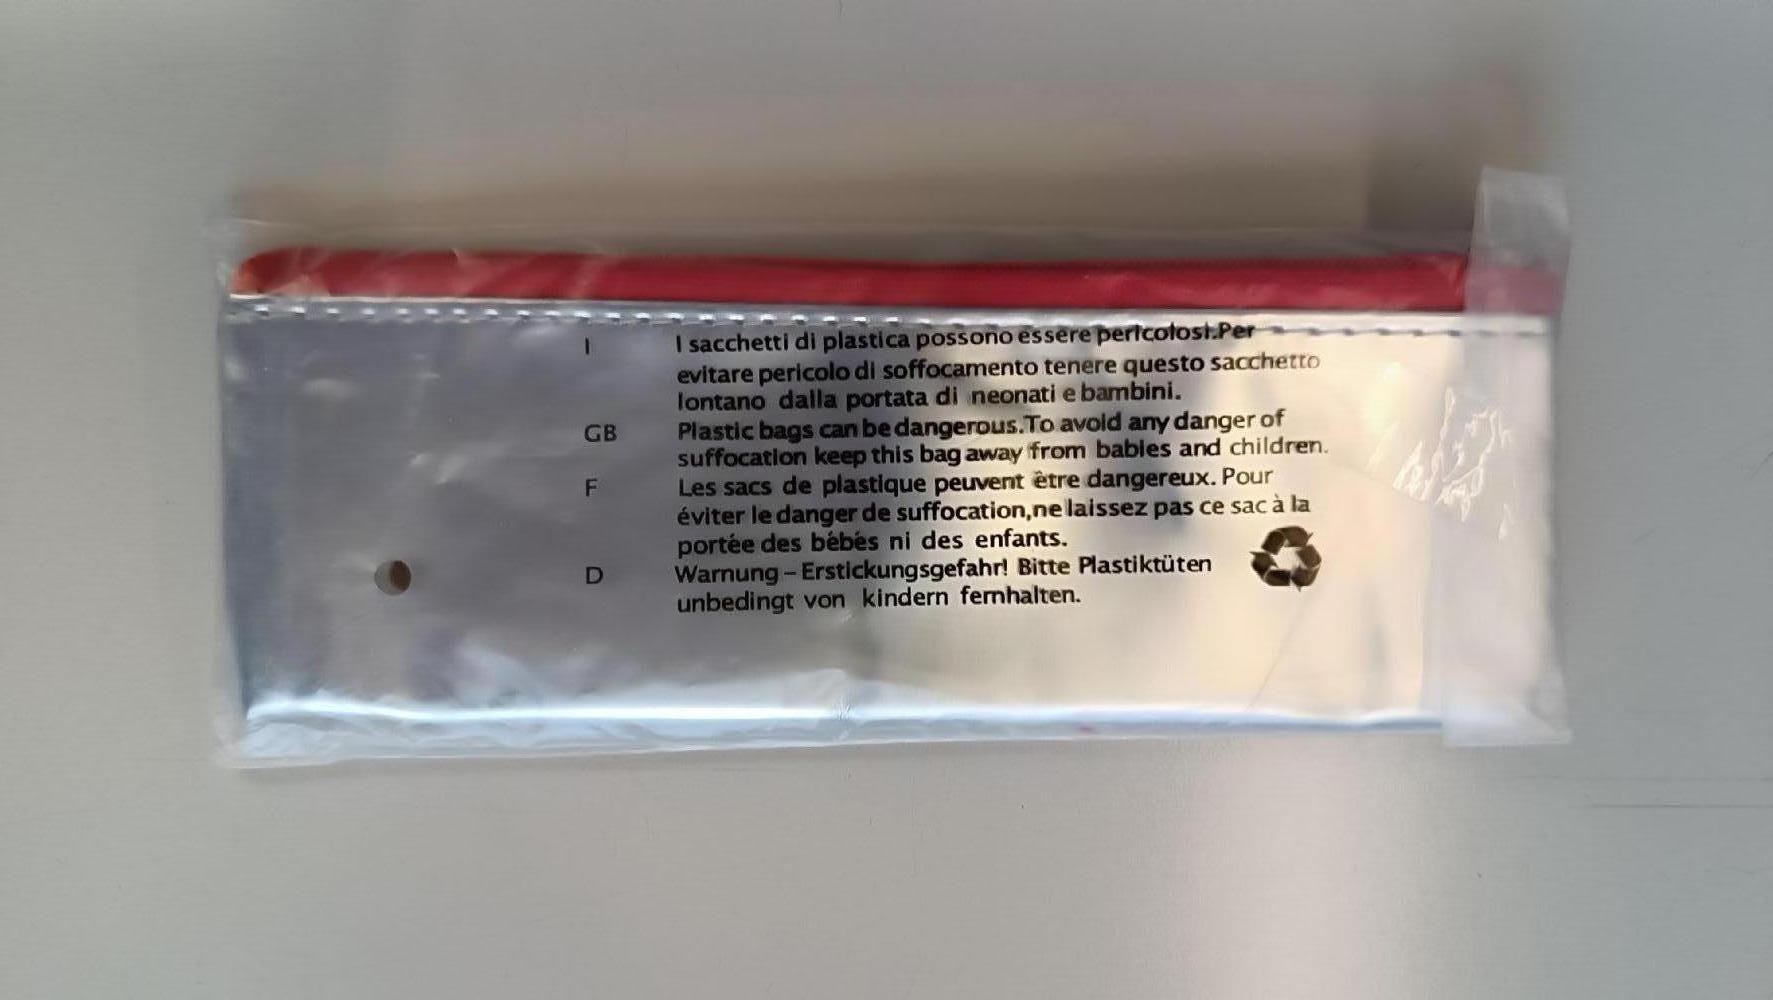 I I sacchetti di plastica possono essere pericolosi.Per
evitare pericolo di soffocamento tenere questo sacchetto
lontano dalla portata di neonati e bambini.
GB Plastic bags can be dangerous.To avoid any danger of
suffocation keep this bag away from babies and children.
F Les sacs de plastique peuvent être dangereux. Pour
éviter le danger de suffocation,ne laissez pas ce sac à la
portée des bébés ni des enfants.
D Warnung – Erstickungsgefahr! Bitte Plastiktüten
unbedingt von kindern fernhalten.